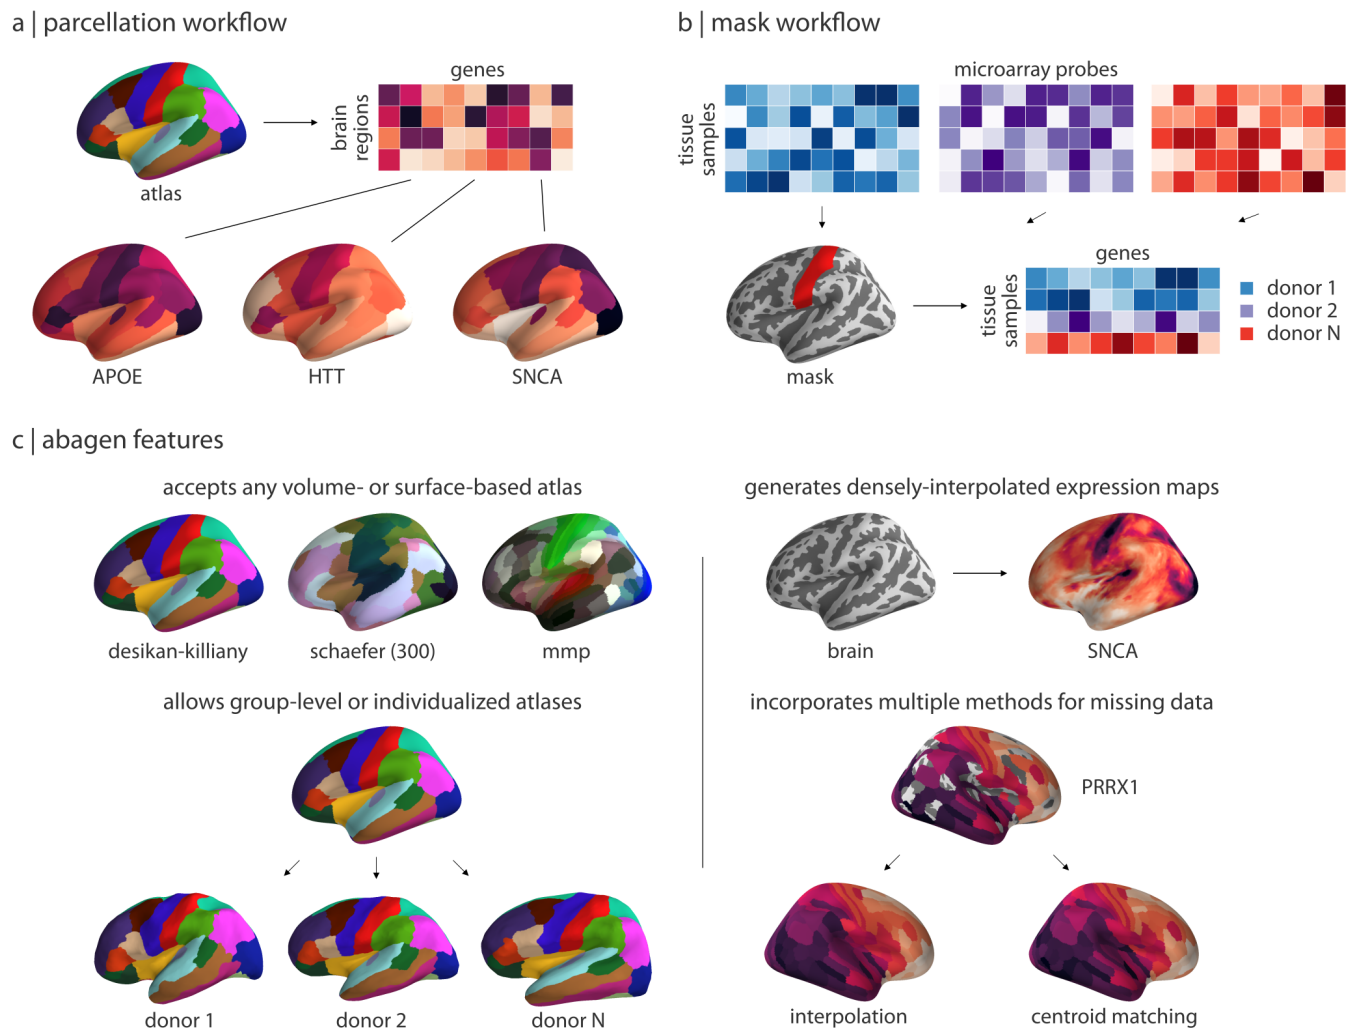 a | parcellation workflow
genes
brain
regions
atlas
APOE
HTT
SNCA
b | mask workflow
microarray probes
tissue
samples
mask
genes
tissue
samples
donor 1
donor 2
donor N
c | abagen features
accepts any volume- or surface-based atlas
desikan-killiany
schaefer (300)
mmp
allows group-level or individualized atlases
donor 1
donor 2
donor N
generates densely-interpolated expression maps
brain
SNCA
incorporates multiple methods for missing data
PRRX1
interpolation
centroid matching